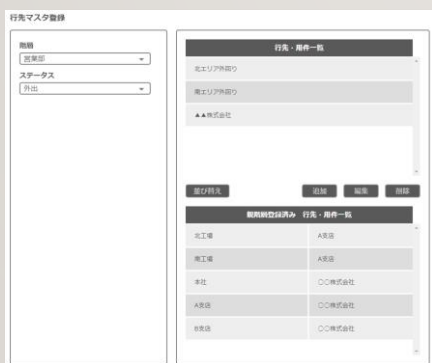 行先マスタ登録
階層
営業部
ステータス
外出
行先・用件一覧
北エリア外回り
南エリア外回り
▲▲株式会社
並び替え 追加 編集 削除
親階層登録済み 行先・用件一覧
北工場 A支店
南工場 A支店
本社 〇〇株式会社
A支店 〇〇株式会社
B支店 〇〇株式会社